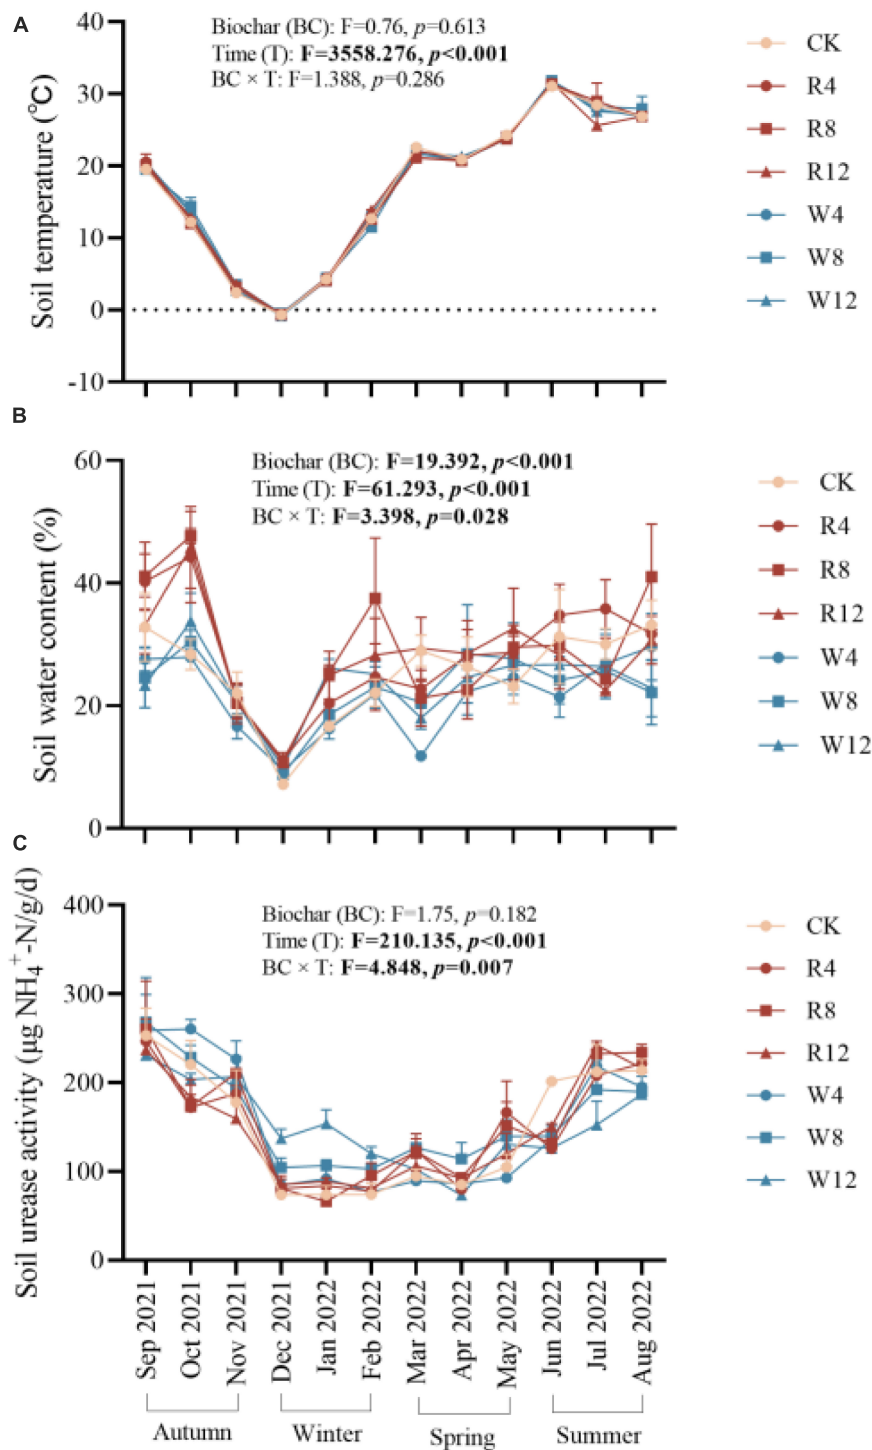 A
Soil temperature (℃)
40
30
20
10
0
-10
Biochar (BC): F=0.76, p=0.613
Time (T): F=3558.276, p<0.001
BC × T: F=1.388, p=0.286
CK
R4
R8
R12
W4
W8
W12
B
Soil water content (%)
60
40
20
0
Biochar (BC): F=19.392, p<0.001
Time (T): F=61.293, p<0.001
BC × T: F=3.398, p=0.028
CK
R4
R8
R12
W4
W8
W12
C
Soil urease activity (μg NH₄⁺-N/g/d)
400
300
200
100
0
Biochar (BC): F=1.75, p=0.182
Time (T): F=210.135, p<0.001
BC × T: F=4.848, p=0.007
CK
R4
R8
R12
W4
W8
W12
Sep 2021
Oct 2021
Nov 2021
Dec 2021
Jan 2022
Feb 2022
Mar 2022
Apr 2022
May 2022
Jun 2022
Jul 2022
Aug 2022
Autumn
Winter
Spring
Summer